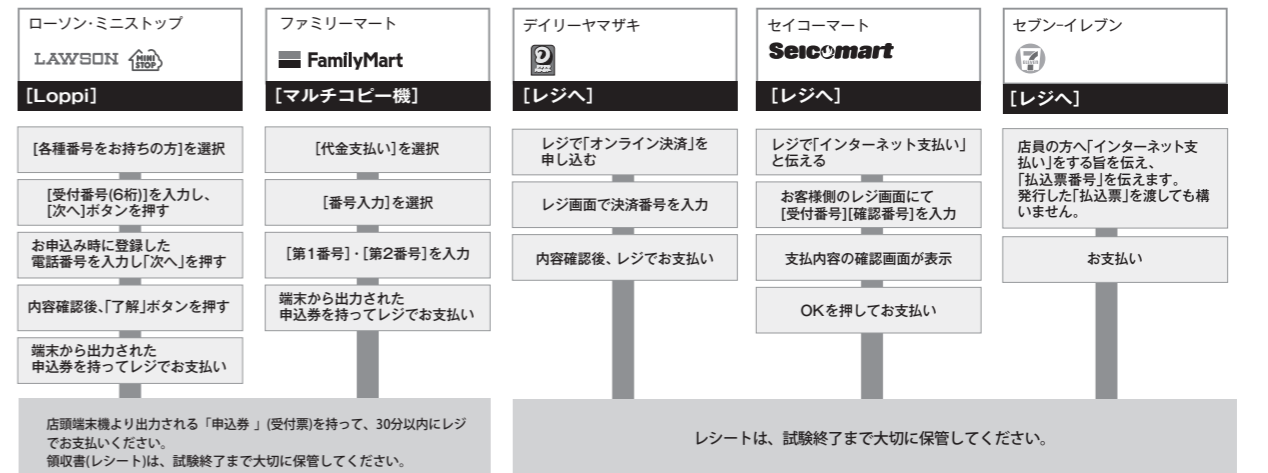 ローソン・ミニストップ
LAWSON MINI STOP
[Loppi]
[各種番号をお持ちの方]を選択
[受付番号(6桁)]を入力し、
[次へ]ボタンを押す
お申込み時に登録した
電話番号を入力し「次へ」を押す
内容確認後、「了解」ボタンを押す
端末から出力された
申込券を持ってレジでお支払い
ファミリーマート
FamilyMart
[マルチコピー機]
[代金支払い]を選択
[番号入力]を選択
[第1番号]・[第2番号]を入力
端末から出力された
申込券を持ってレジでお支払い
店頭端末機より出力される「申込券 」(受付票)を持って、30分以内にレジ
でお支払いください。
領収書(レシート)は、試験終了まで大切に保管してください。
デイリーヤマザキ
[レジへ]
レジで「オンライン決済」を
申し込む
レジ画面で決済番号を入力
内容確認後、レジでお支払い
セイコーマート
Seicomart
[レジへ]
レジで「インターネット支払い」
と伝える
お客様側のレジ画面にて
[受付番号][確認番号]を入力
支払内容の確認画面が表示
OKを押してお支払い
セブン-イレブン
7
[レジへ]
店員の方へ「インターネット支
払い」をする旨を伝え、
「払込票番号」を伝えます。
発行した「払込票」を渡しても構
いません。
お支払い
レシートは、試験終了まで大切に保管してください。